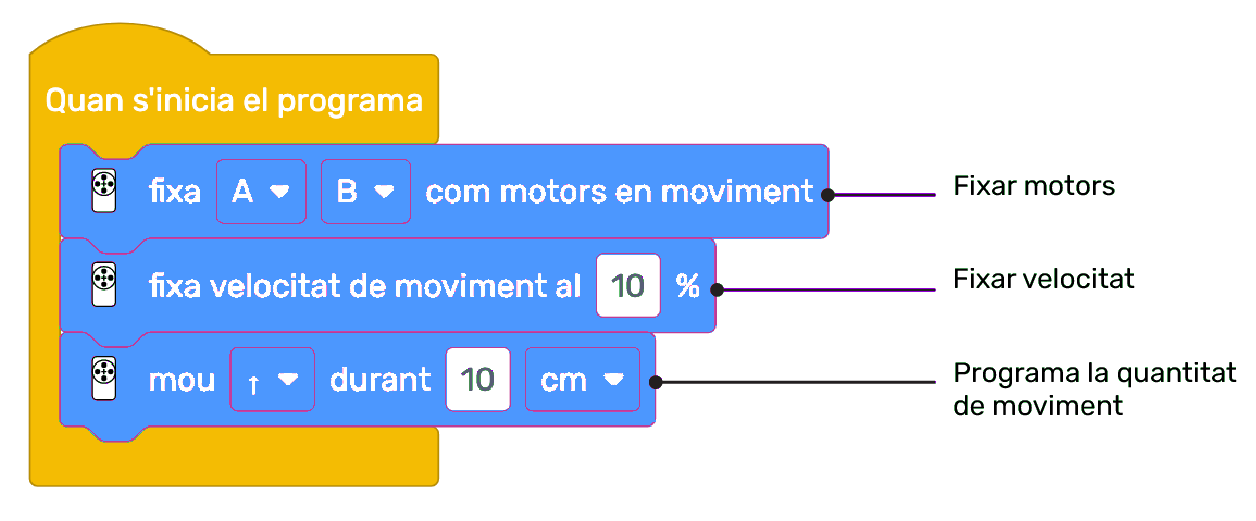 Quan s'inicia el programa
fixa A B com motors en moviment
Fixar motors
fixa velocitat de moviment al 10 %
Fixar velocitat
mou ↑ durant 10 cm
Programa la quantitat
de moviment